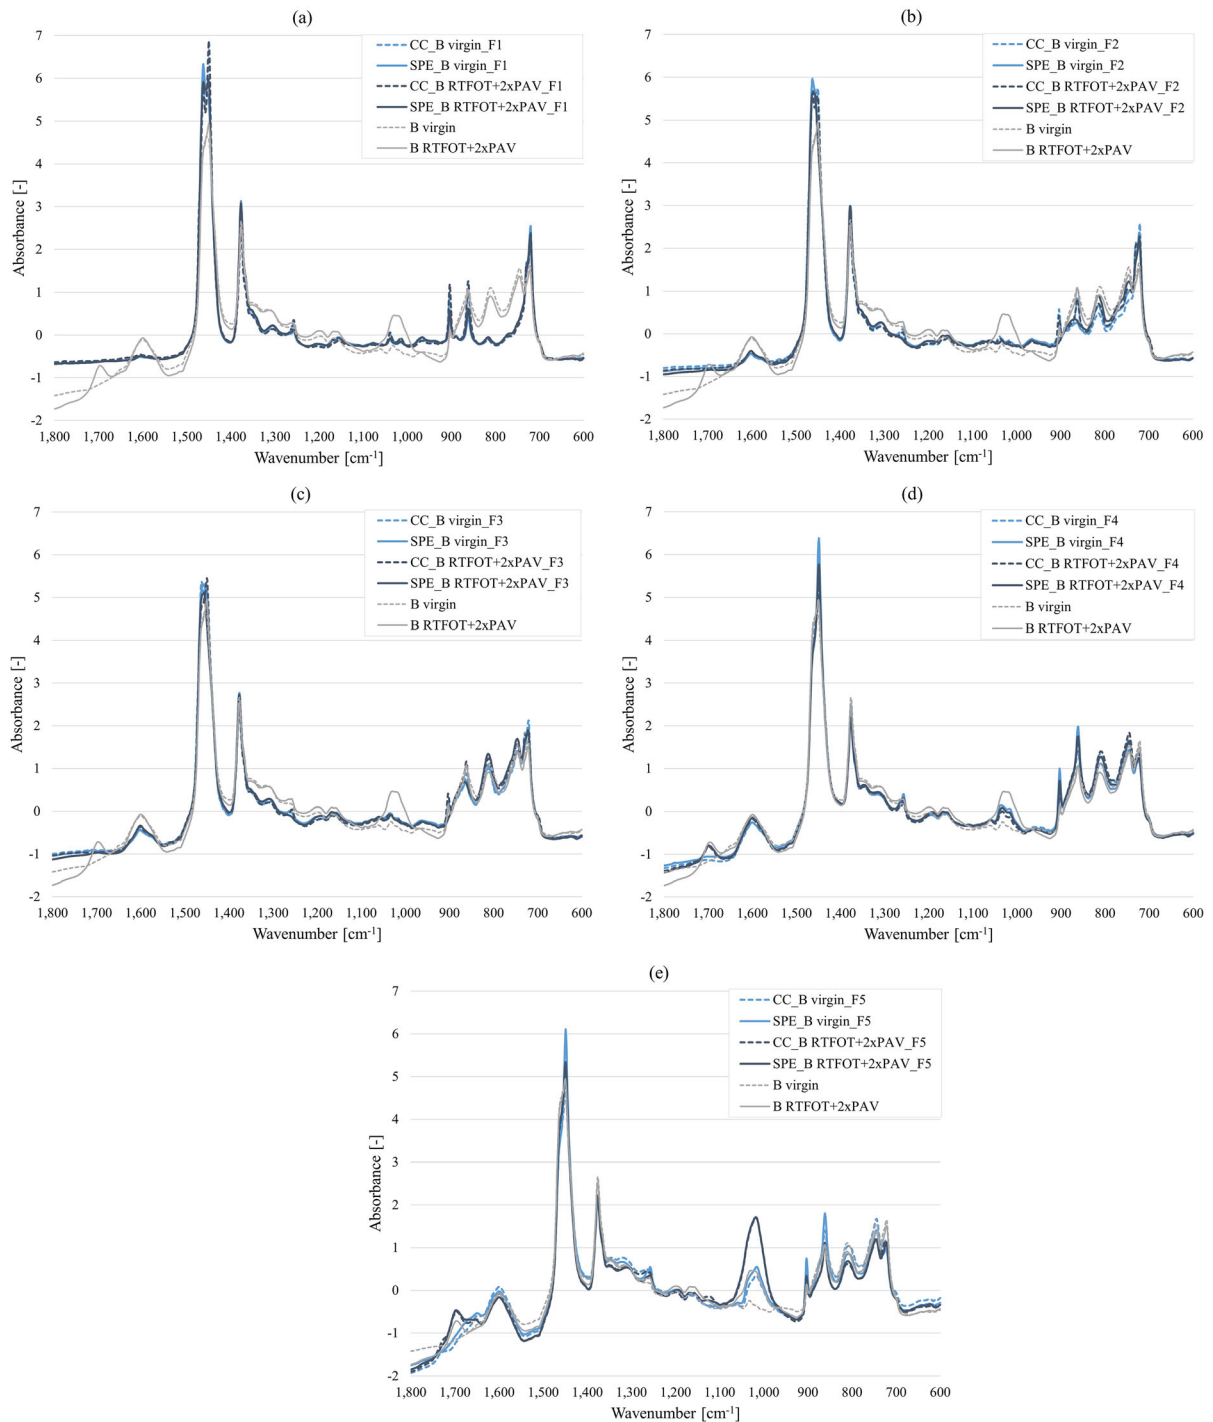 (a)
7
6
5
4
3
2
1
0
-1
-2
Absorbance [-]
CC_B virgin_F1
SPE_B virgin_F1
CC_B RTFOT+2xPAV_F1
SPE_B RTFOT+2xPAV_F1
B virgin
B RTFOT+2xPAV
1,800 1,700 1,600 1,500 1,400 1,300 1,200 1,100 1,000 900 800 700 600
Wavenumber [cm⁻¹]
(b)
7
6
5
4
3
2
1
0
-1
-2
Absorbance [-]
CC_B virgin_F2
SPE_B virgin_F2
CC_B RTFOT+2xPAV_F2
SPE_B RTFOT+2xPAV_F2
B virgin
B RTFOT+2xPAV
1,800 1,700 1,600 1,500 1,400 1,300 1,200 1,100 1,000 900 800 700 600
Wavenumber [cm⁻¹]
(c)
7
6
5
4
3
2
1
0
-1
-2
Absorbance [-]
CC_B virgin_F3
SPE_B virgin_F3
CC_B RTFOT+2xPAV_F3
SPE_B RTFOT+2xPAV_F3
B virgin
B RTFOT+2xPAV
1,800 1,700 1,600 1,500 1,400 1,300 1,200 1,100 1,000 900 800 700 600
Wavenumber [cm⁻¹]
(d)
7
6
5
4
3
2
1
0
-1
-2
Absorbance [-]
CC_B virgin_F4
SPE_B virgin_F4
CC_B RTFOT+2xPAV_F4
SPE_B RTFOT+2xPAV_F4
B virgin
B RTFOT+2xPAV
1,800 1,700 1,600 1,500 1,400 1,300 1,200 1,100 1,000 900 800 700 600
Wavenumber [cm⁻¹]
(e)
7
6
5
4
3
2
1
0
-1
-2
Absorbance [-]
CC_B virgin_F5
SPE_B virgin_F5
CC_B RTFOT+2xPAV_F5
SPE_B RTFOT+2xPAV_F5
B virgin
B RTFOT+2xPAV
1,800 1,700 1,600 1,500 1,400 1,300 1,200 1,100 1,000 900 800 700 600
Wavenumber [cm⁻¹]